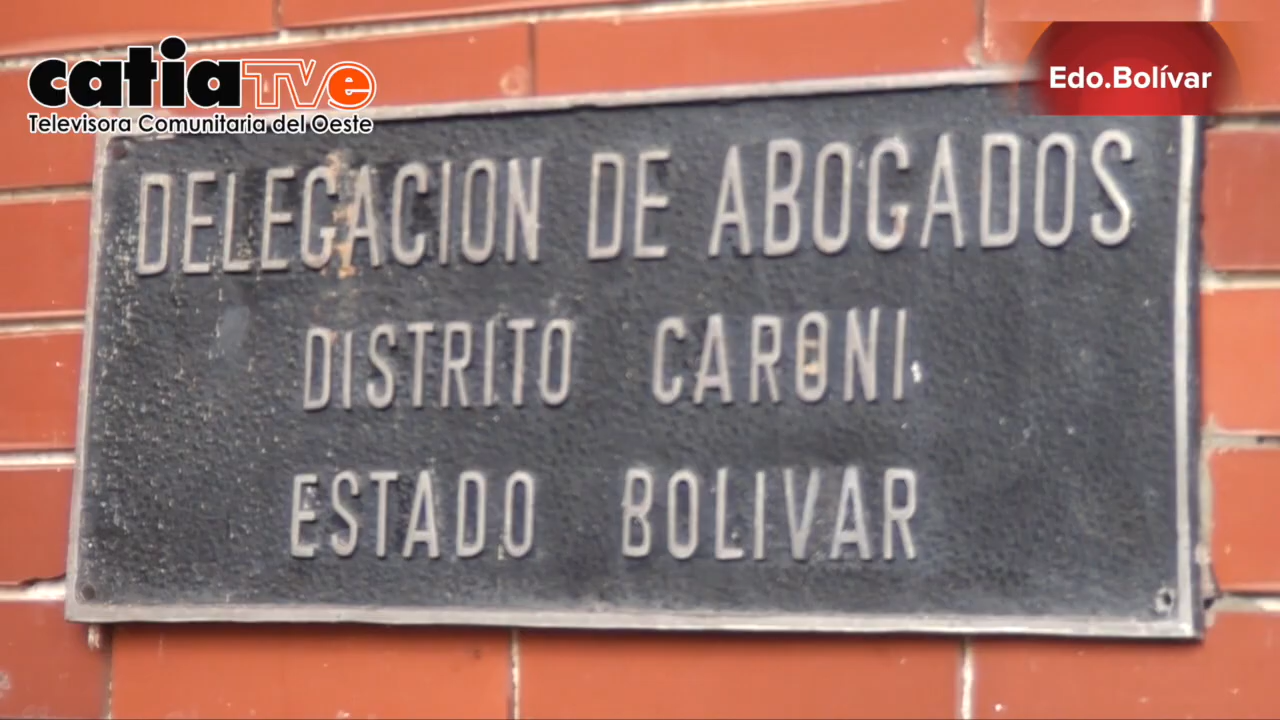 catiaTVe
Televisora Comunitaria del Oeste
Edo.Bolívar
DELEGACION DE ABOGADOS
DISTRITO CARONI
ESTADO BOLIVAR